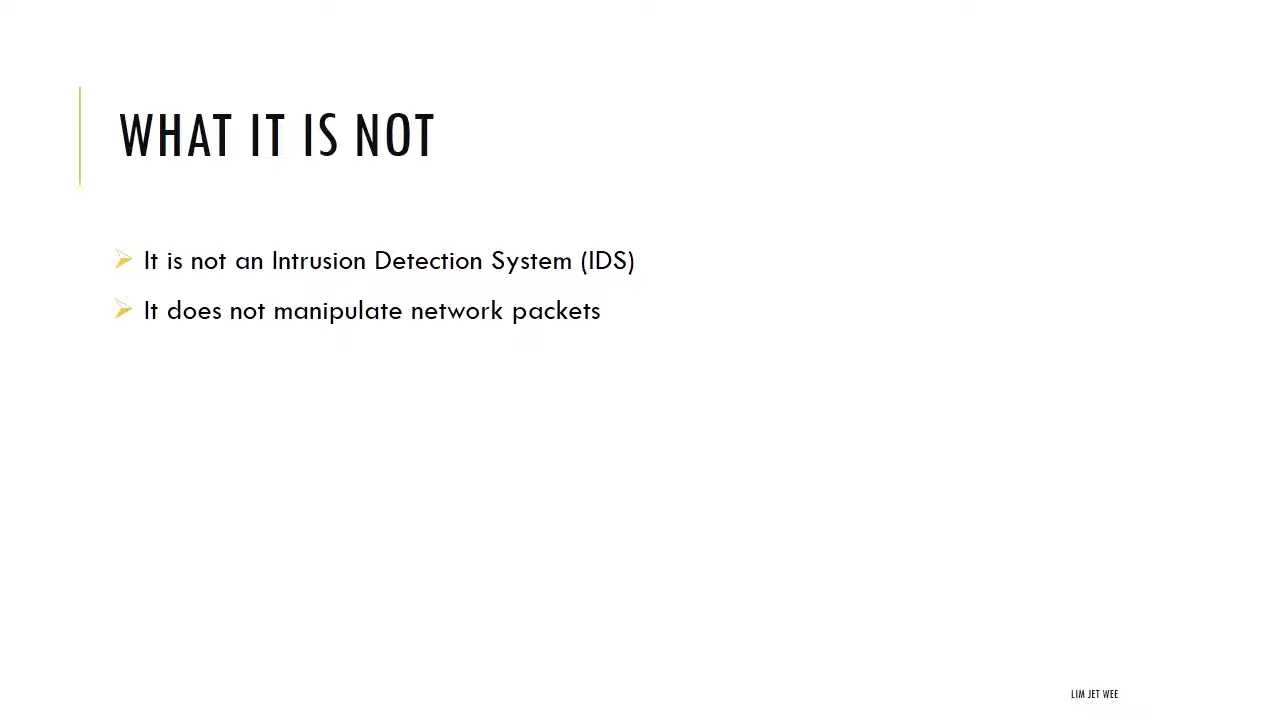 WHAT IT IS NOT
It is not an Intrusion Detection System (IDS)
It does not manipulate network packets
LIM JET WEE